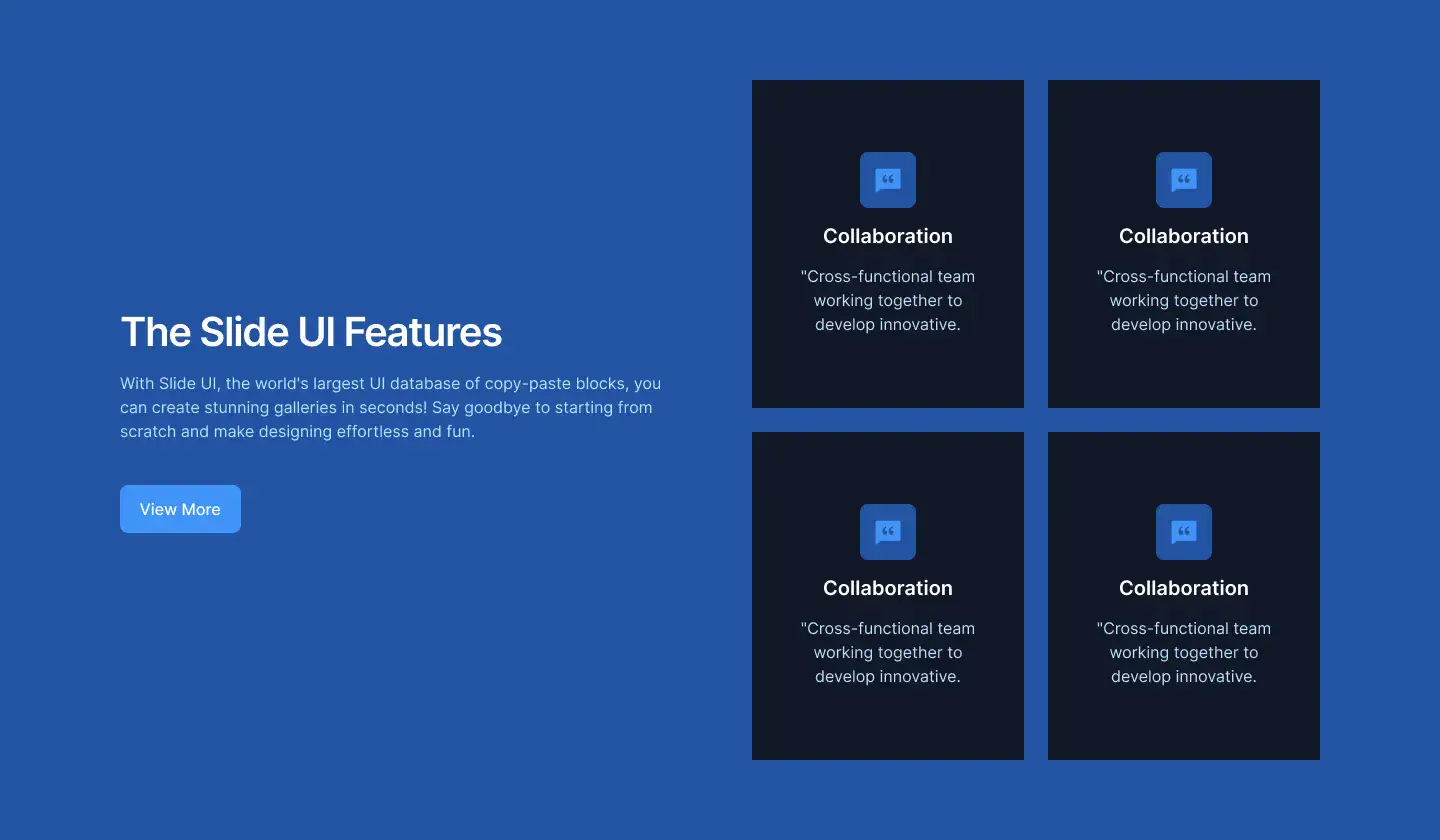 The Slide UI Features
With Slide UI, the world's largest UI database of copy-paste blocks, you
can create stunning galleries in seconds! Say goodbye to starting from
scratch and make designing effortless and fun.
View More
Collaboration
"Cross-functional team
working together to
develop innovative.
Collaboration
"Cross-functional team
working together to
develop innovative.
Collaboration
"Cross-functional team
working together to
develop innovative.
Collaboration
"Cross-functional team
working together to
develop innovative.